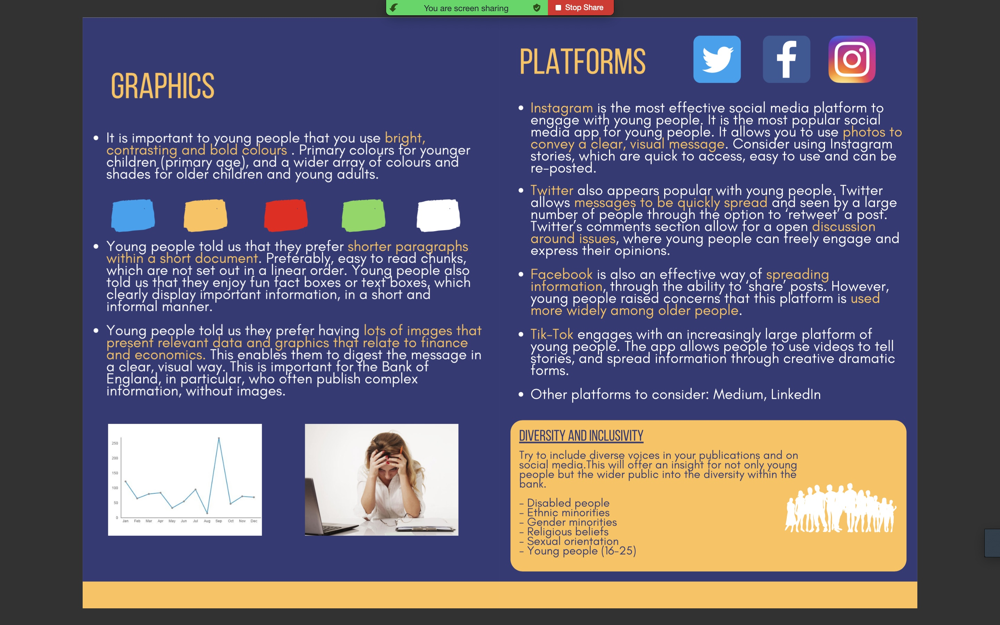 You are screen sharing
Stop Share
GRAPHICS
It is important to young people that you use bright,
contrasting and bold colours . Primary colours for younger
children (primary age), and a wider array of colours and
shades for older children and young adults.
Young people told us that they prefer shorter paragraphs
within a short document. Preferably, easy to read chunks,
which are not set out in a linear order. Young people also
told us that they enjoy fun fact boxes or text boxes, which
clearly display important information, in a short and
informal manner.
Young people told us they prefer having lots of images that
present relevant data and graphics that relate to finance
and economics. This enables them to digest the message in
a clear, visual way. This is important for the Bank of
England, in particular, who often publish complex
information, without images.
250
200
150
100
50
0
Jan Feb Mar Apr May Jun Jul Aug Sep Oct Nov Dec
PLATFORMS
Instagram is the most effective social media platform to
engage with young people. It is the most popular social
media app for young people. It allows you to use photos to
convey a clear, visual message. Consider using Instagram
stories, which are quick to access, easy to use and can be
re-posted.
Twitter also appears popular with young people. Twitter
allows messages to be quickly spread and seen by a large
number of people through the option to ‘retweet’ a post.
Twitter’s comments section allow for a open discussion
around issues, where young people can freely engage and
express their opinions.
Facebook is also an effective way of spreading
information, through the ability to ‘share’ posts. However,
young people raised concerns that this platform is used
more widely among older people.
Tik-Tok engages with an increasingly large platform of
young people. The app allows people to use videos to tell
stories, and spread information through creative dramatic
forms.
Other platforms to consider: Medium, LinkedIn
DIVERSITY AND INCLUSIVITY
Try to include diverse voices in your publications and on
social media.This will offer an insight for not only young
people but the wider public into the diversity within the
bank.
- Disabled people
- Ethnic minorities
- Gender minorities
- Religious beliefs
- Sexual orientation
- Young people (16-25)